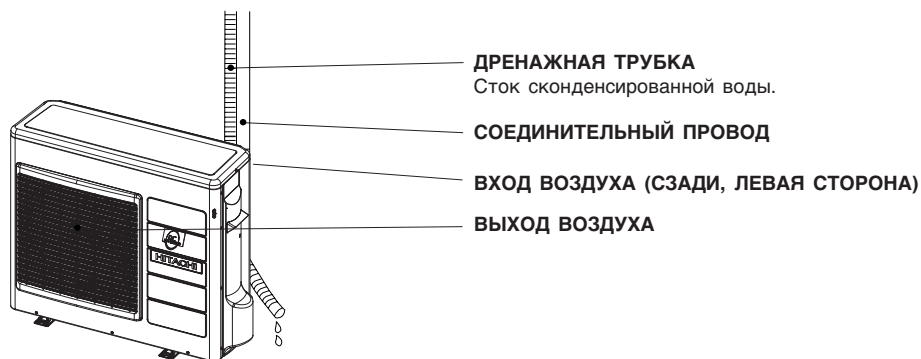 ДРЕНАЖНАЯ ТРУБКА
Сток сконденсированной воды.
СОЕДИНИТЕЛЬНЫЙ ПРОВОД
ВХОД ВОЗДУХА (СЗАДИ, ЛЕВАЯ СТОРОНА)
ВЫХОД ВОЗДУХА
HITACHI